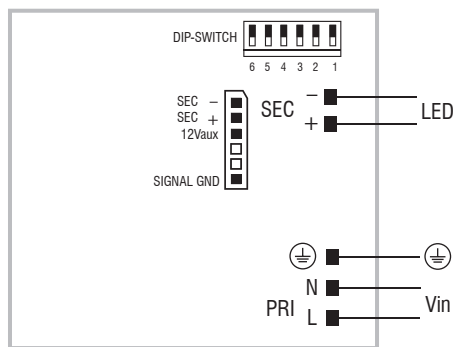 DIP-SWITCH
6 5 4 3 2 1
SEC −
SEC +
12Vaux
SIGNAL GND
SEC
−
+
LED
N
PRI
L
Vin